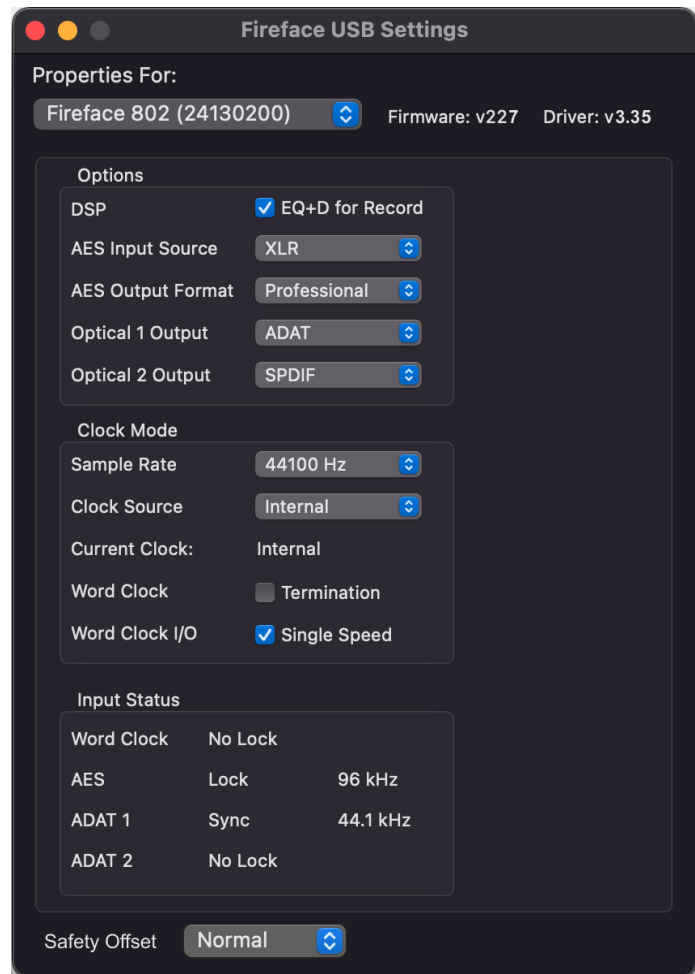 Fireface USB Settings
Properties For:
Fireface 802 (24130200) Firmware: v227 Driver: v3.35
Options
DSP EQ+D for Record
AES Input Source XLR
AES Output Format Professional
Optical 1 Output ADAT
Optical 2 Output SPDIF
Clock Mode
Sample Rate 44100 Hz
Clock Source Internal
Current Clock: Internal
Word Clock Termination
Word Clock I/O Single Speed
Input Status
Word Clock No Lock
AES Lock 96 kHz
ADAT 1 Sync 44.1 kHz
ADAT 2 No Lock
Safety Offset Normal